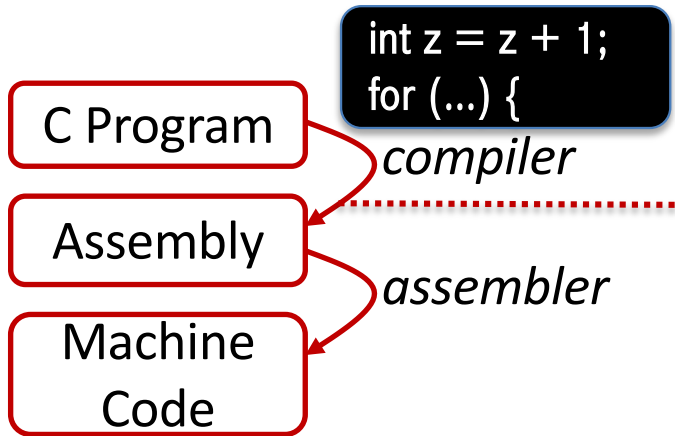 int z = z + 1;
for (...) {
C Program
compiler
Assembly
assembler
Machine
Code